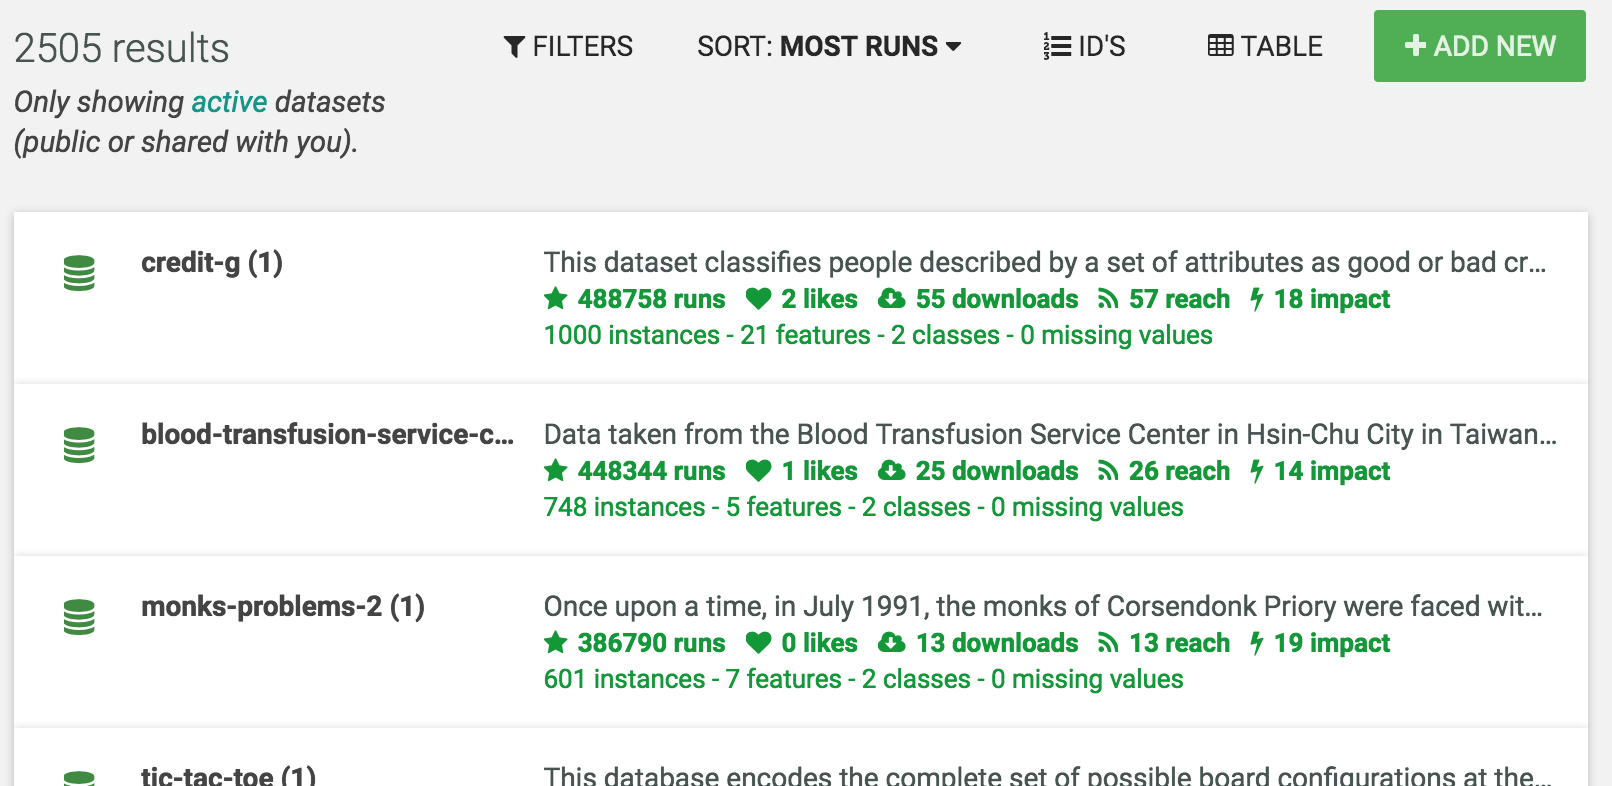 2505 results
FILTERS
SORT: MOST RUNS
ID'S
TABLE
ADD NEW
Only showing active datasets
(public or shared with you).
credit-g (1)
This dataset classifies people described by a set of attributes as good or bad cr...
488758 runs 2 likes 55 downloads 57 reach 18 impact
1000 instances - 21 features - 2 classes - 0 missing values
blood-transfusion-service-c...
Data taken from the Blood Transfusion Service Center in Hsin-Chu City in Taiwan...
448344 runs 1 likes 25 downloads 26 reach 14 impact
748 instances - 5 features - 2 classes - 0 missing values
monks-problems-2 (1)
Once upon a time, in July 1991, the monks of Corsendonk Priory were faced wit...
386790 runs 0 likes 13 downloads 13 reach 19 impact
601 instances - 7 features - 2 classes - 0 missing values
tic-tac-toe (1)
This database encodes the complete set of possible board configurations at the...